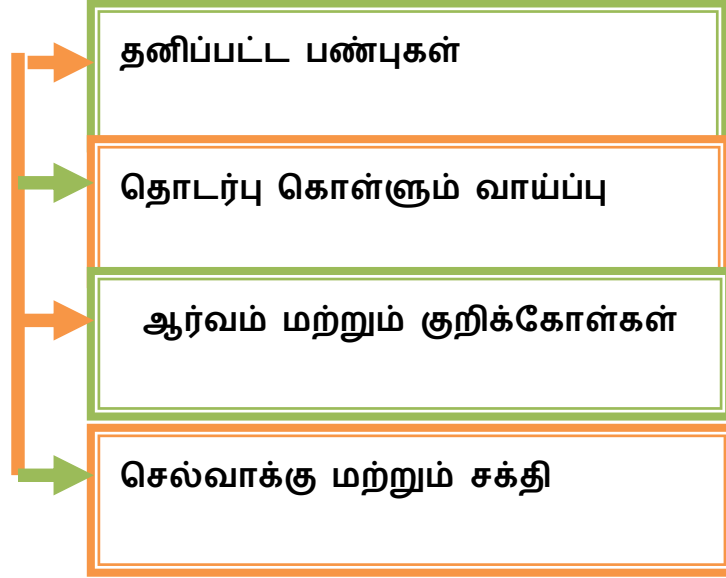 தனிப்பட்ட பண்புகள்
தொடர்பு கொள்ளும் வாய்ப்பு
ஆர்வம் மற்றும் குறிக்கோள்கள்
செல்வாக்கு மற்றும் சக்தி